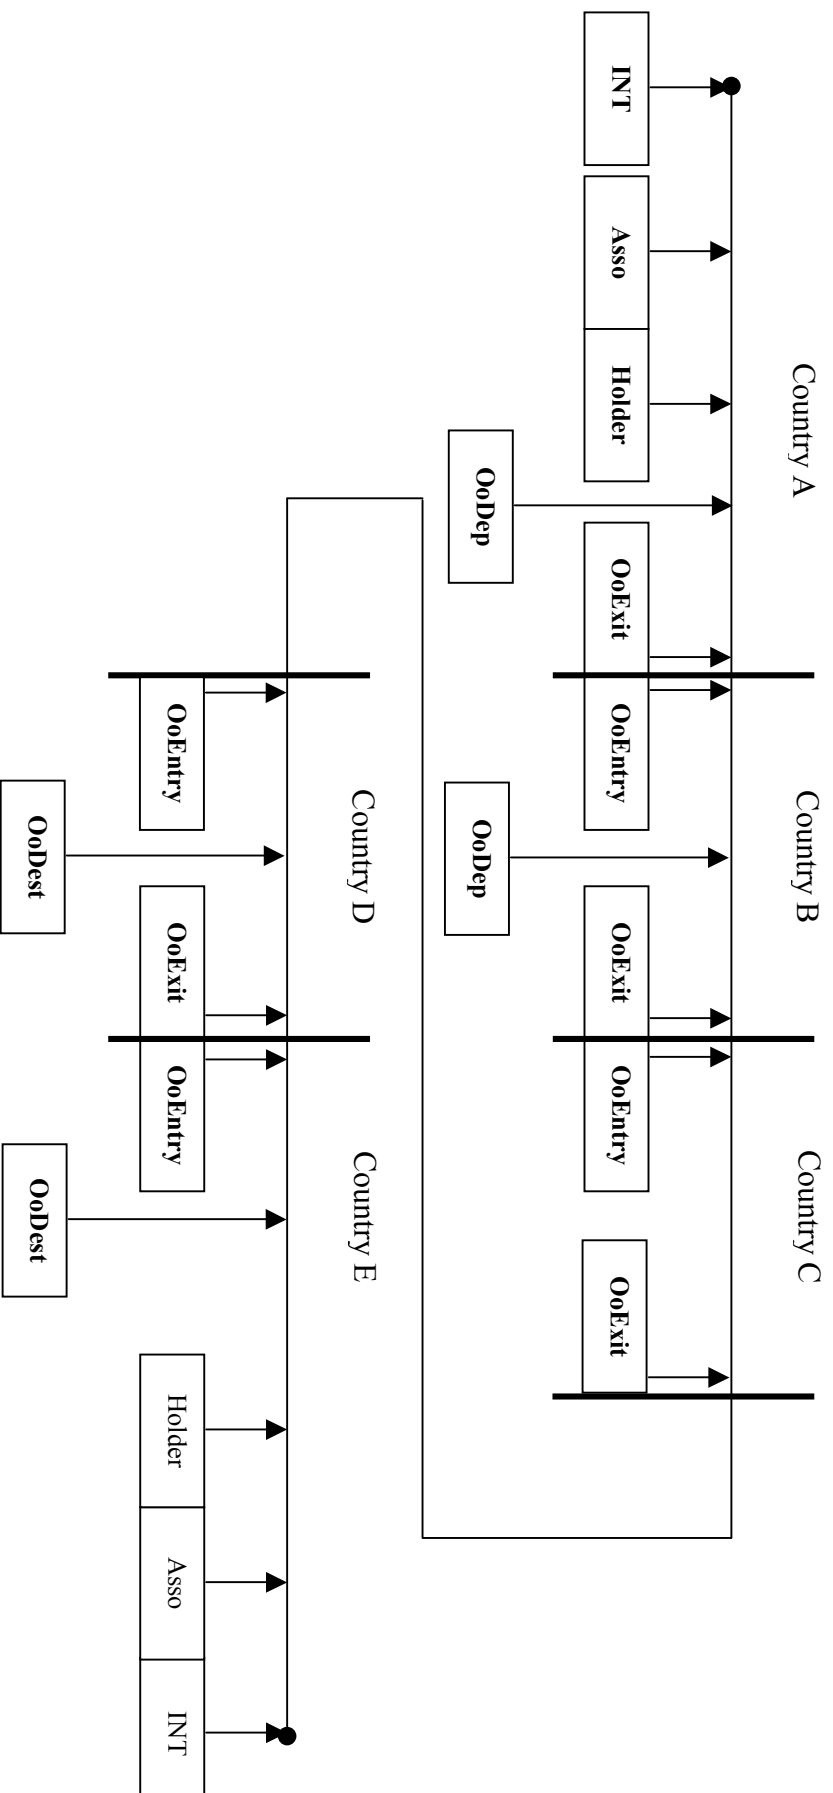 Country A
Country B
Country C
INT
Asso
Holder
OoDep
OoExit
OoEntry
OoDep
OoExit
OoEntry
OoExit
Country D
Country E
OoEntry
OoDest
OoExit
OoEntry
OoDest
Holder
Asso
INT